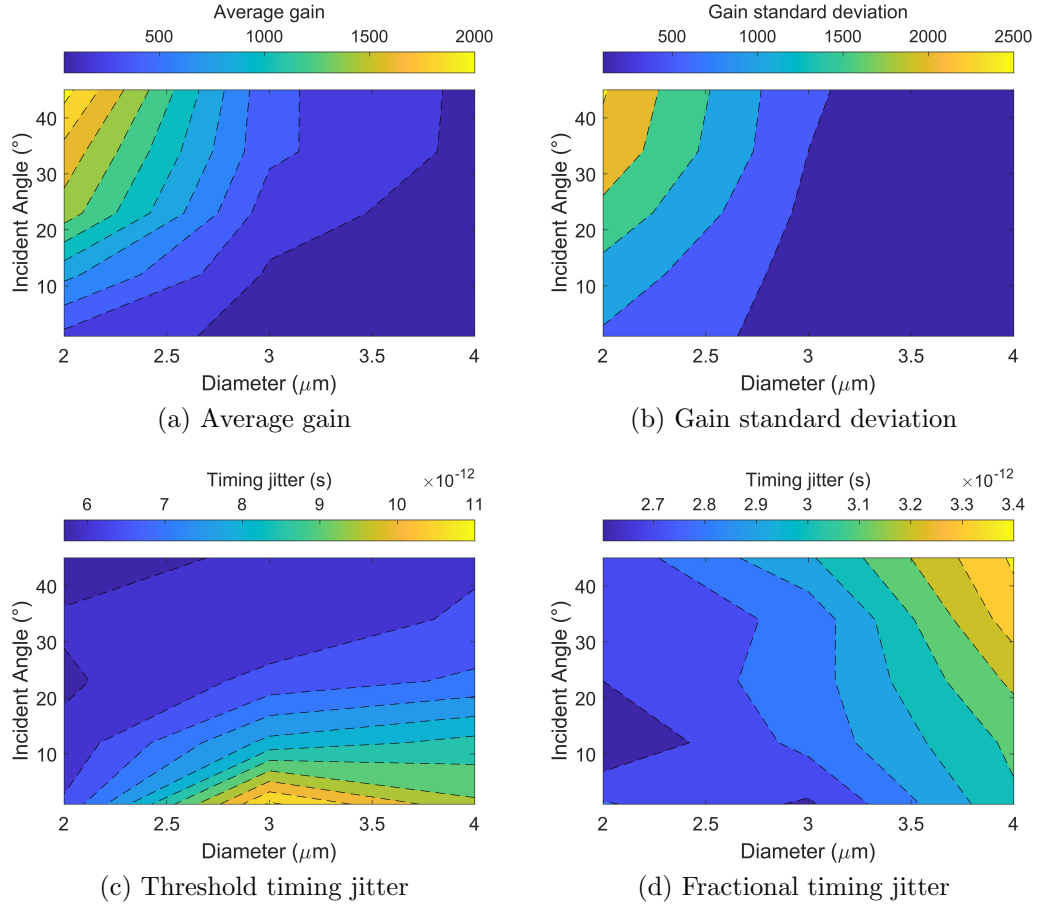 Average gain
500 1000 1500 2000
Incident Angle (°)
40
30
20
10
2 2.5 3 3.5 4
Diameter (μm)
(a) Average gain
Gain standard deviation
500 1000 1500 2000 2500
Incident Angle (°)
40
30
20
10
2 2.5 3 3.5 4
Diameter (μm)
(b) Gain standard deviation
Timing jitter (s) ×10-12
6 7 8 9 10 11
Incident Angle (°)
40
30
20
10
2 2.5 3 3.5 4
Diameter (μm)
(c) Threshold timing jitter
Timing jitter (s) ×10-12
2.7 2.8 2.9 3 3.1 3.2 3.3 3.4
Incident Angle (°)
40
30
20
10
2 2.5 3 3.5 4
Diameter (μm)
(d) Fractional timing jitter